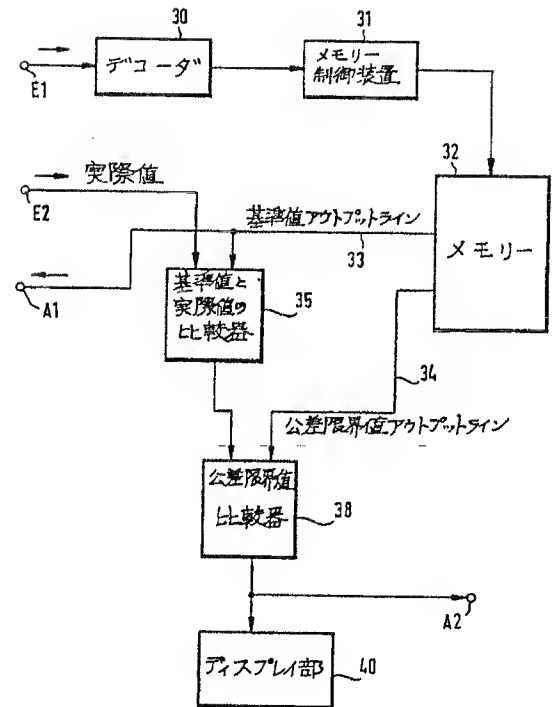 30
デコーダ
E1
31
メモリー
制御装置
32
メモリー
実際値
E2
基準値アウトプットライン
33
A1
基準値と
実際値の
比較器
35
34
公差限界値アウトプットライン
公差限界値
比較器
38
A2
ディスプレイ部
40